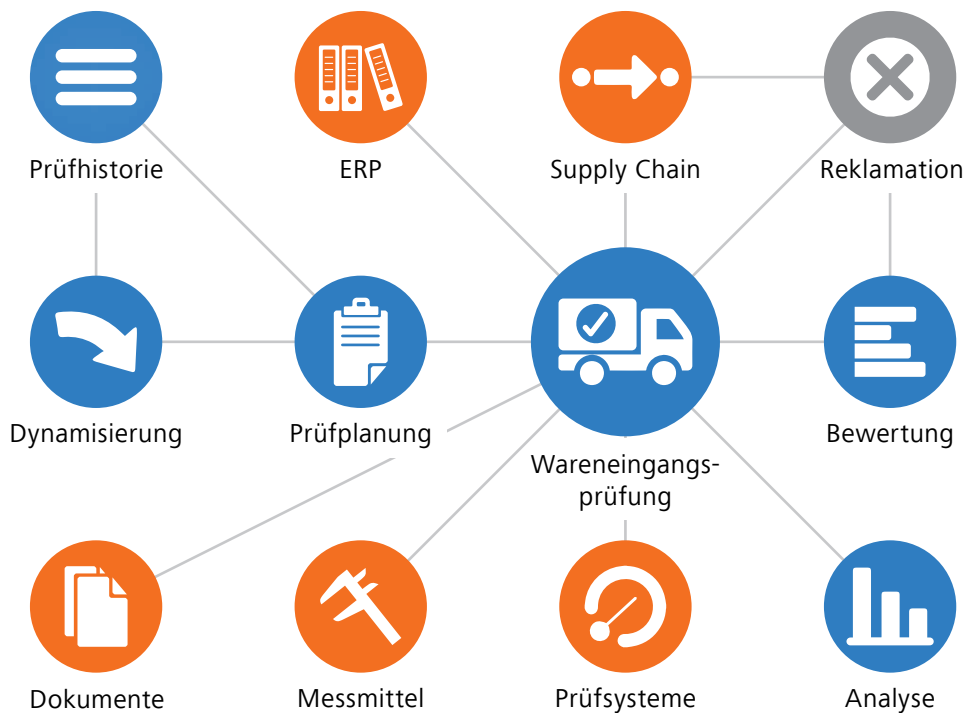 Prüfhistorie
ERP
Supply Chain
Reklamation
Dynamisierung
Prüfplanung
Wareneingangs-
prüfung
Bewertung
Dokumente
Messmittel
Prüfsysteme
Analyse